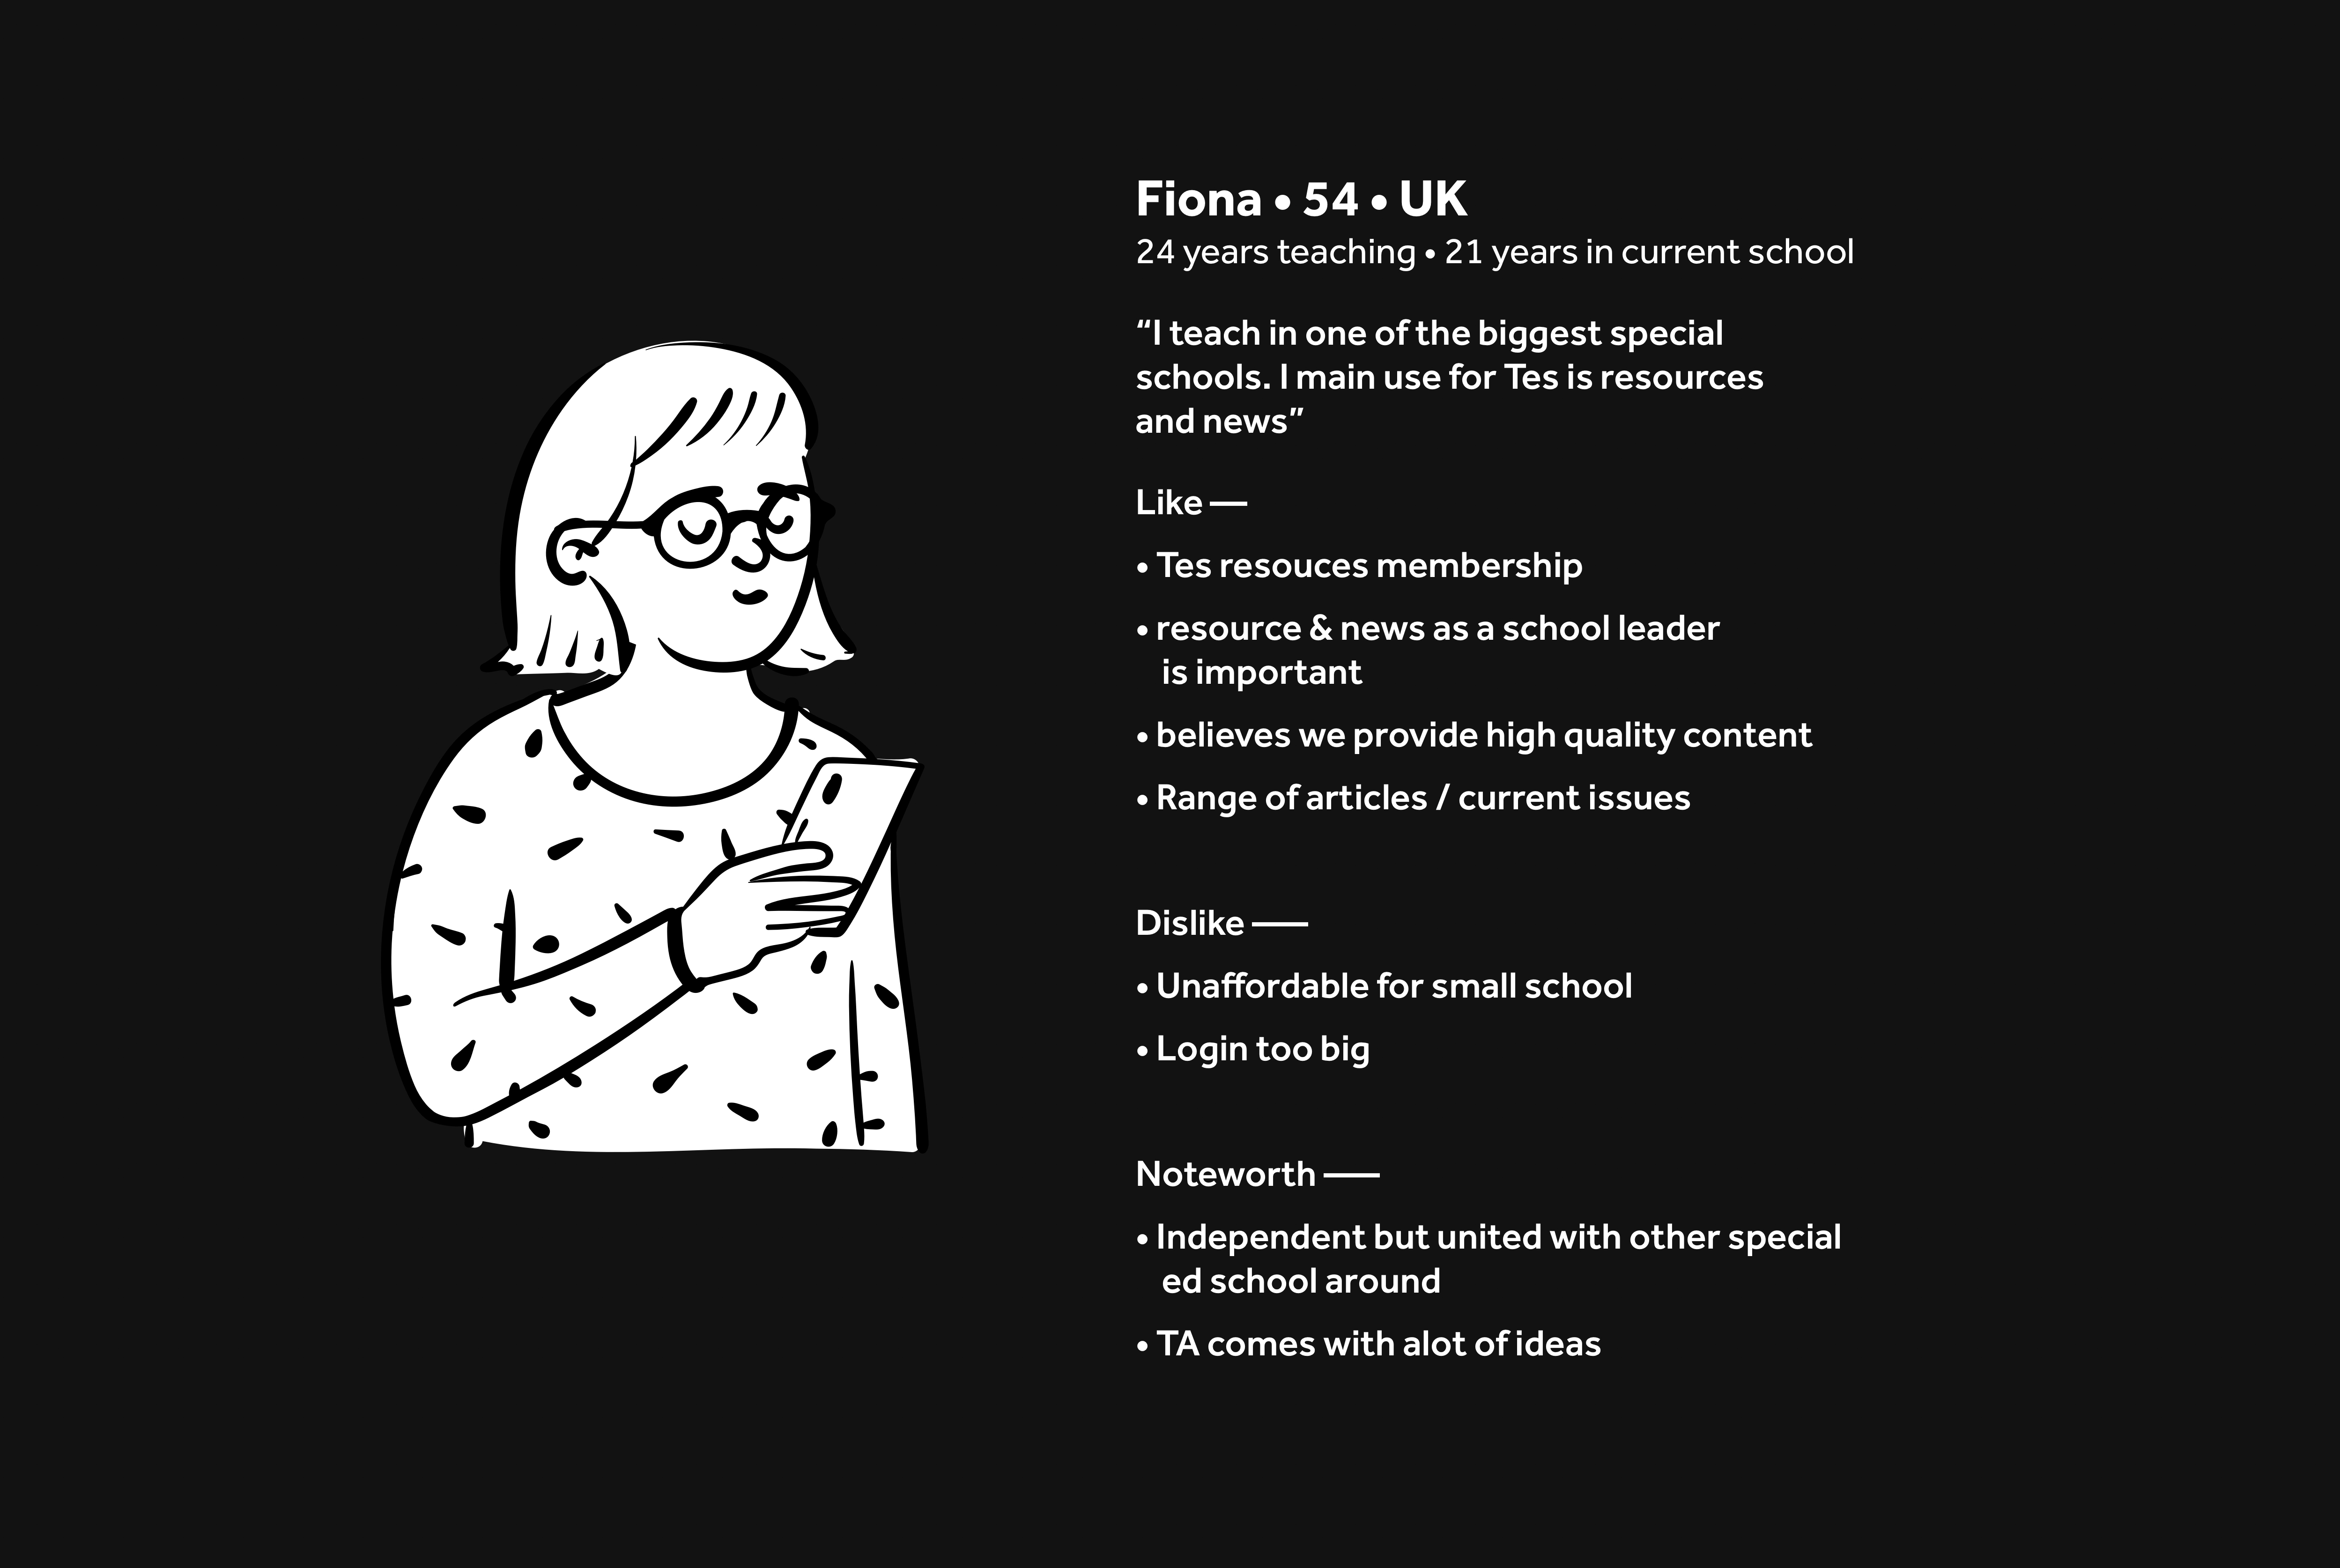 Fiona • 54 • UK
24 years teaching • 21 years in current school
“I teach in one of the biggest special
schools. I main use for Tes is resources
and news”
Like —
• Tes resouces membership
• resource & news as a school leader
is important
• believes we provide high quality content
• Range of articles / current issues
Dislike ——
• Unaffordable for small school
• Login too big
Noteworth ——
• Independent but united with other special
ed school around
• TA comes with alot of ideas